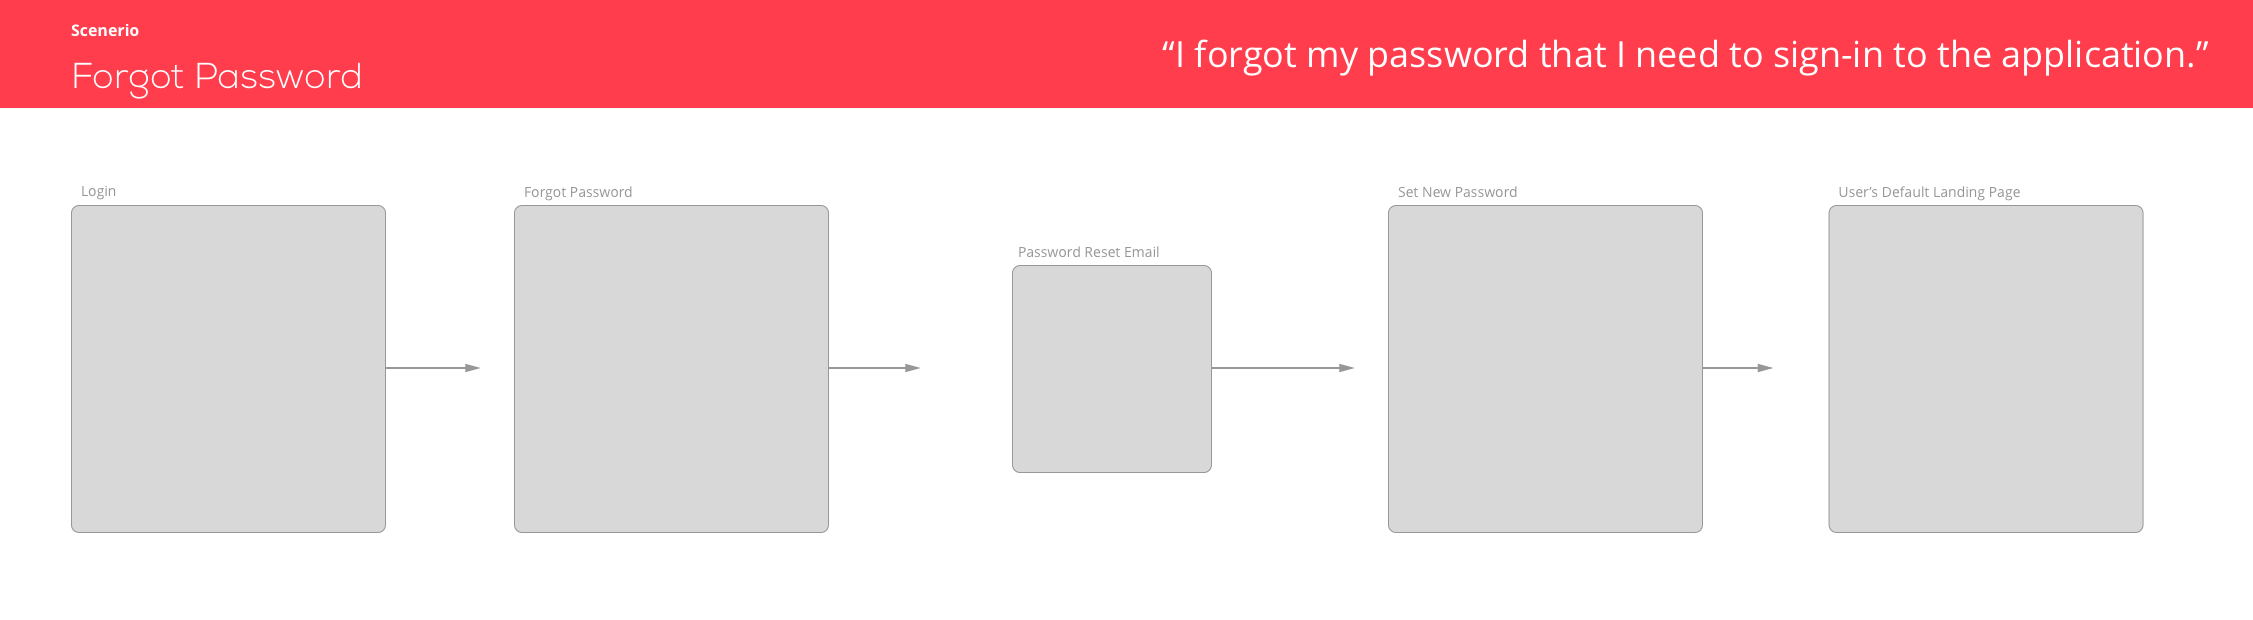 Scenerio
Forgot Password
“I forgot my password that I need to sign-in to the application.”
Login
Forgot Password
Password Reset Email
Set New Password
User’s Default Landing Page